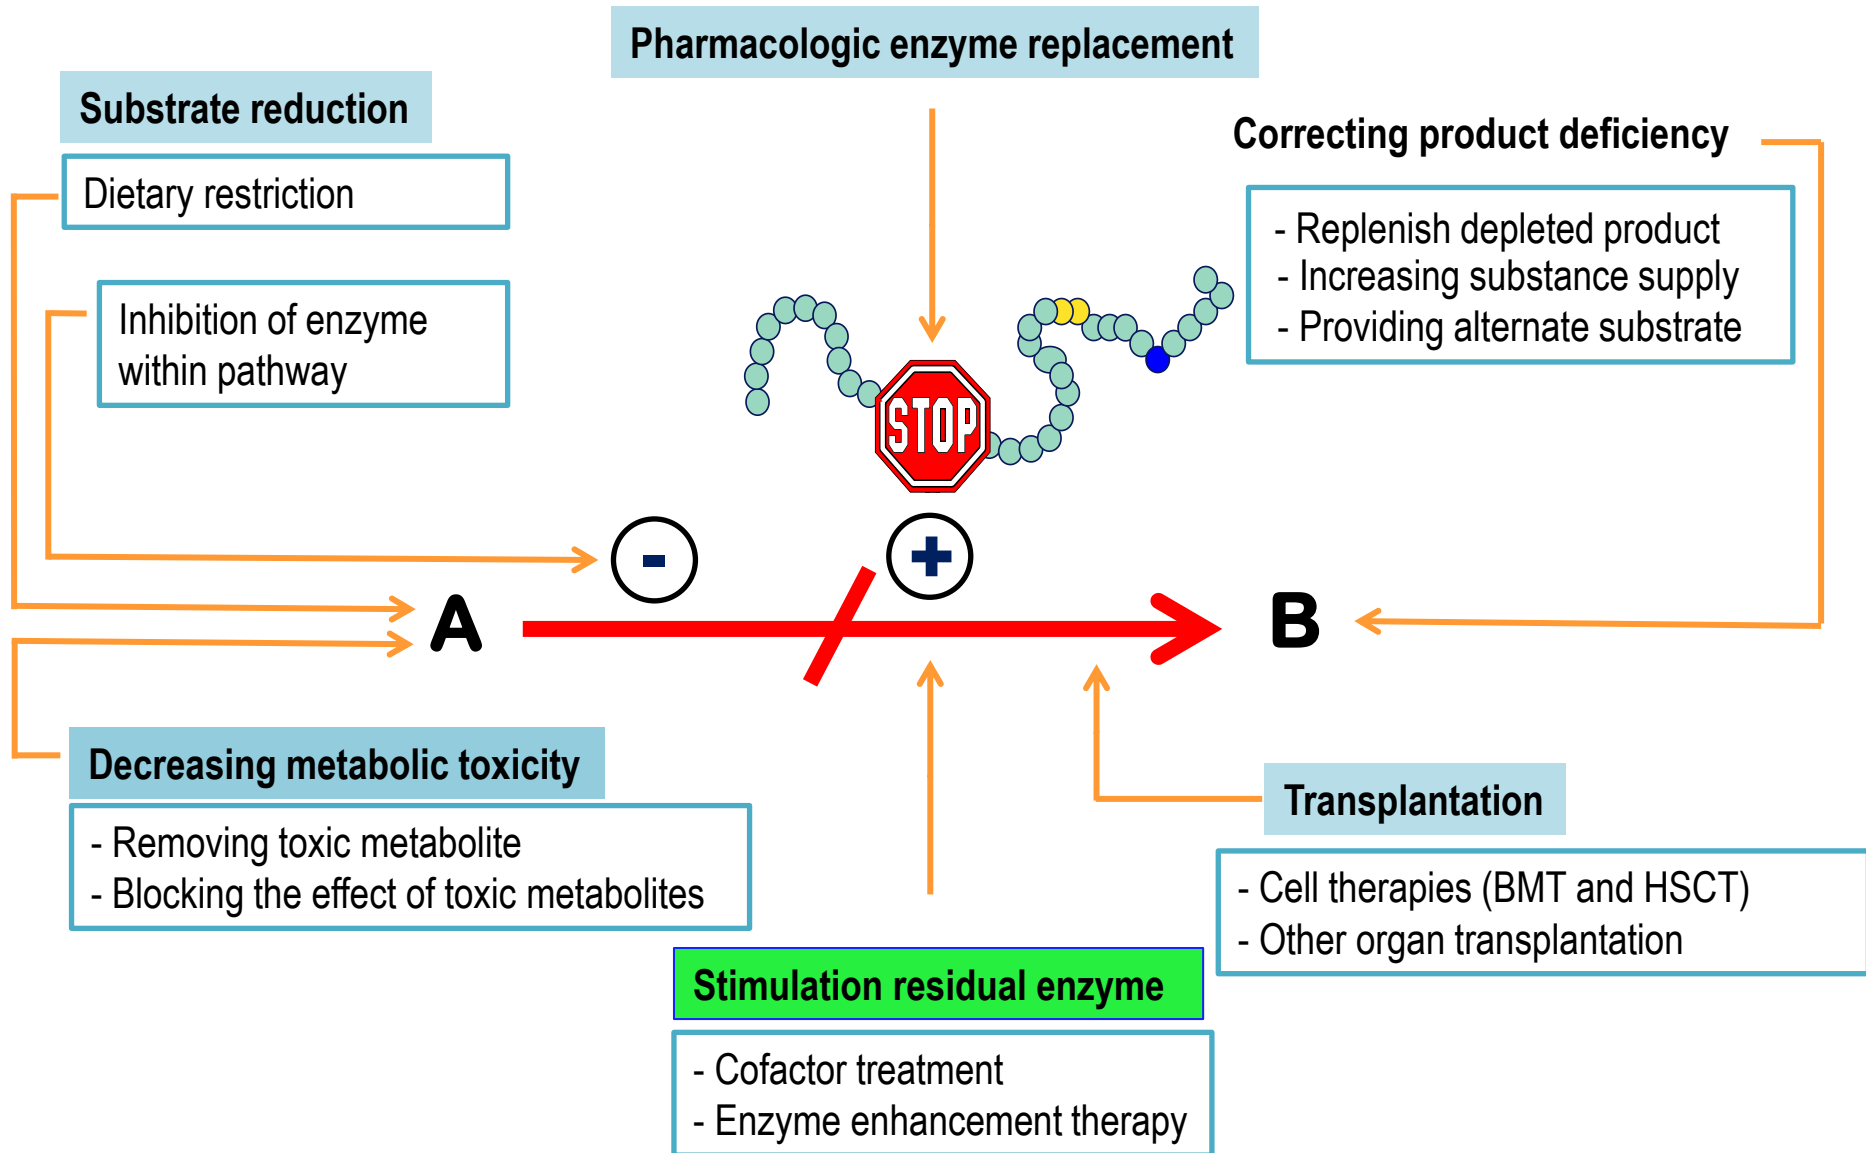 Pharmacologic enzyme replacement
Substrate reduction
Dietary restriction
Inhibition of enzyme
within pathway
Correcting product deficiency
- Replenish depleted product
- Increasing substance supply
- Providing alternate substrate
STOP
-
+
A
B
Decreasing metabolic toxicity
- Removing toxic metabolite
- Blocking the effect of toxic metabolites
Transplantation
- Cell therapies (BMT and HSCT)
- Other organ transplantation
Stimulation residual enzyme
- Cofactor treatment
- Enzyme enhancement therapy